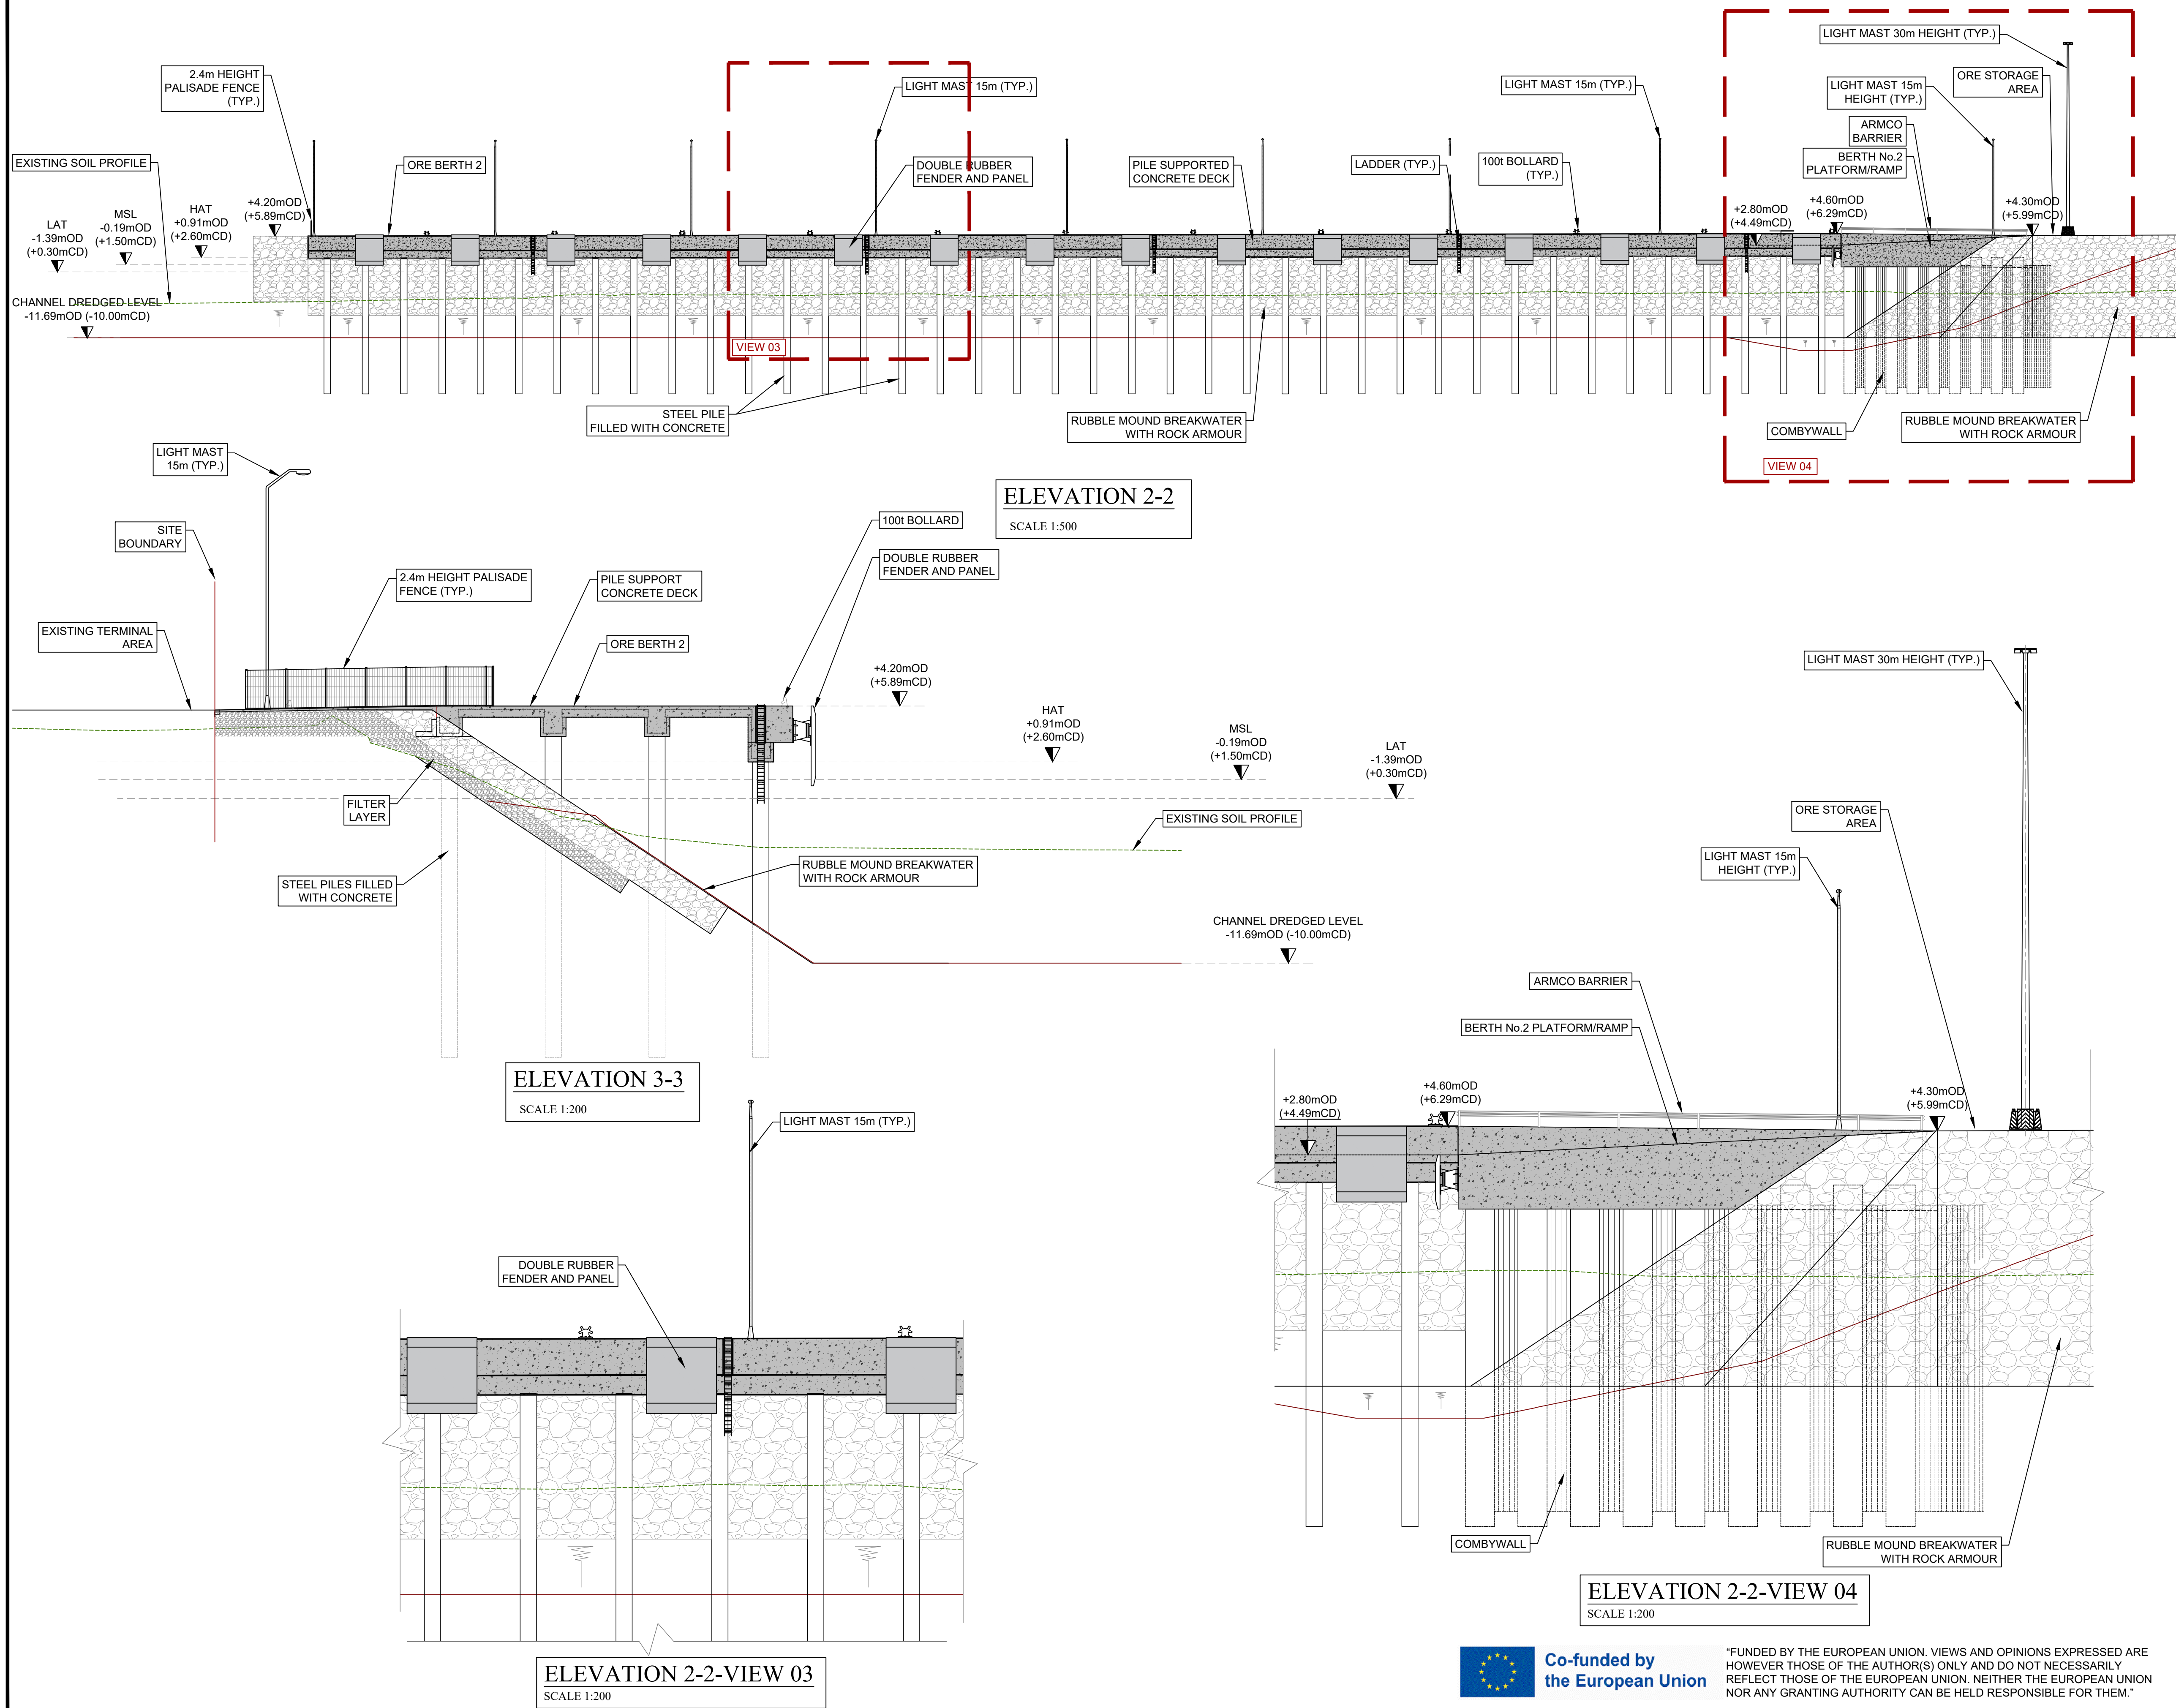 LIGHT MAST 30m HEIGHT (TYP.)
2.4m HEIGHT
PALISADE FENCE
(TYP.)
LIGHT MAST 15m (TYP.)
LIGHT MAST 15m (TYP.)
LIGHT MAST 15m
HEIGHT (TYP.)
ORE STORAGE
AREA
ARMCO
BARRIER
BERTH No.2
PLATFORM/RAMP
EXISTING SOIL PROFILE
ORE BERTH 2
DOUBLE RUBBER
FENDER AND PANEL
PILE SUPPORTED
CONCRETE DECK
LADDER (TYP.)
100t BOLLARD
(TYP.)
LAT
-1.39mOD
(+0.30mCD)
MSL
-0.19mOD
(+1.50mCD)
HAT
+0.91mOD
(+2.60mCD)
+4.20mOD
(+5.89mCD)
+2.80mOD
(+4.49mCD)
+4.60mOD
(+6.29mCD)
+4.30mOD
(+5.99mCD)
CHANNEL DREDGED LEVEL
-11.69mOD (-10.00mCD)
VIEW 03
STEEL PILE
FILLED WITH CONCRETE
RUBBLE MOUND BREAKWATER
WITH ROCK ARMOUR
COMBYWALL
RUBBLE MOUND BREAKWATER
WITH ROCK ARMOUR
VIEW 04
ELEVATION 2-2
SCALE 1:500
LIGHT MAST
15m (TYP.)
SITE
BOUNDARY
2.4m HEIGHT PALISADE
FENCE (TYP.)
PILE SUPPORT
CONCRETE DECK
100t BOLLARD
DOUBLE RUBBER
FENDER AND PANEL
EXISTING TERMINAL
AREA
ORE BERTH 2
+4.20mOD
(+5.89mCD)
HAT
+0.91mOD
(+2.60mCD)
MSL
-0.19mOD
(+1.50mCD)
LAT
-1.39mOD
(+0.30mCD)
FILTER
LAYER
EXISTING SOIL PROFILE
STEEL PILES FILLED
WITH CONCRETE
RUBBLE MOUND BREAKWATER
WITH ROCK ARMOUR
CHANNEL DREDGED LEVEL
-11.69mOD (-10.00mCD)
ELEVATION 3-3
SCALE 1:200
LIGHT MAST 15m (TYP.)
DOUBLE RUBBER
FENDER AND PANEL
ELEVATION 2-2-VIEW 03
SCALE 1:200
LIGHT MAST 30m HEIGHT (TYP.)
ORE STORAGE
AREA
LIGHT MAST 15m
HEIGHT (TYP.)
ARMCO BARRIER
BERTH No.2 PLATFORM/RAMP
+2.80mOD
(+4.49mCD)
+4.60mOD
(+6.29mCD)
+4.30mOD
(+5.99mCD)
COMBYWALL
RUBBLE MOUND BREAKWATER
WITH ROCK ARMOUR
ELEVATION 2-2-VIEW 04
SCALE 1:200
Co-funded by
the European Union
"FUNDED BY THE EUROPEAN UNION. VIEWS AND OPINIONS EXPRESSED ARE
HOWEVER THOSE OF THE AUTHOR(S) ONLY AND DO NOT NECESSARILY
REFLECT THOSE OF THE EUROPEAN UNION. NEITHER THE EUROPEAN UNION
NOR ANY GRANTING AUTHORITY CAN BE HELD RESPONSIBLE FOR THEM."